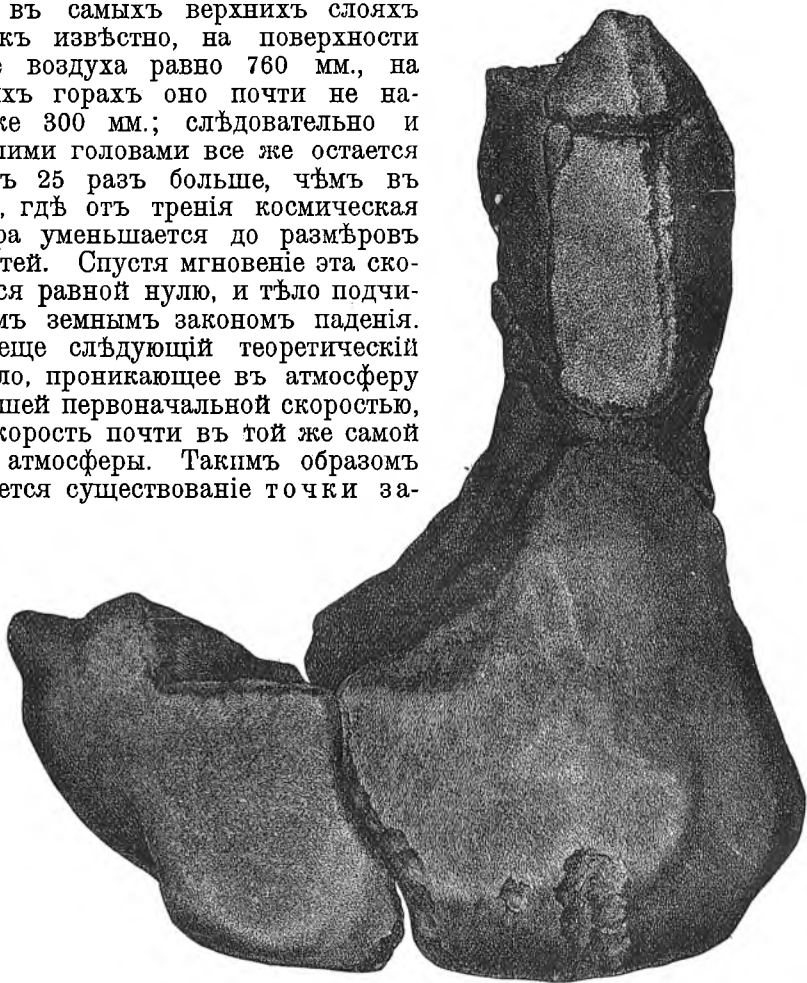 въ самыхъ верхнихъ слояхъ
къ извѣстно, на поверхности
воздуха равно 760 мм., на
ихъ горахъ оно почти не на-
же 300 мм.; слѣдовательно и
шими головами все же остается
ъ 25 разъ больше, чѣмъ въ
, гдѣ отъ тренія космическая
ра уменьшается до размѣровъ
тей. Спустя мгновеніе эта ско-
ся равной нулю, и тѣло подчи-
мъ земнымъ закономъ паденія.
еще слѣдующій теоретическій
ло, проникающее въ атмосферу
шей первоначальной скоростью,
корость почти въ той же самой
атмосферы. Такимъ образомъ
ется существованіе точки за-